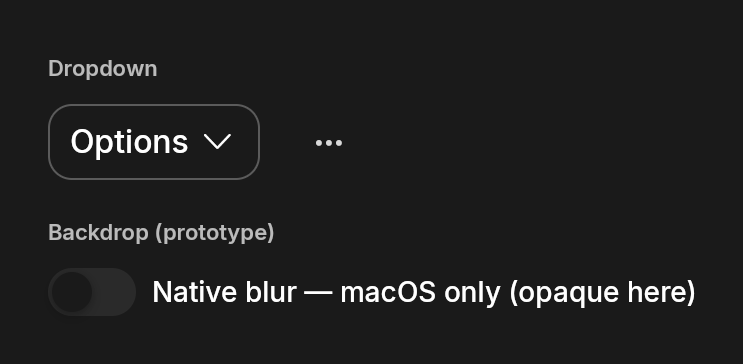 Dropdown
Options
Backdrop (prototype)
Native blur — macOS only (opaque here)